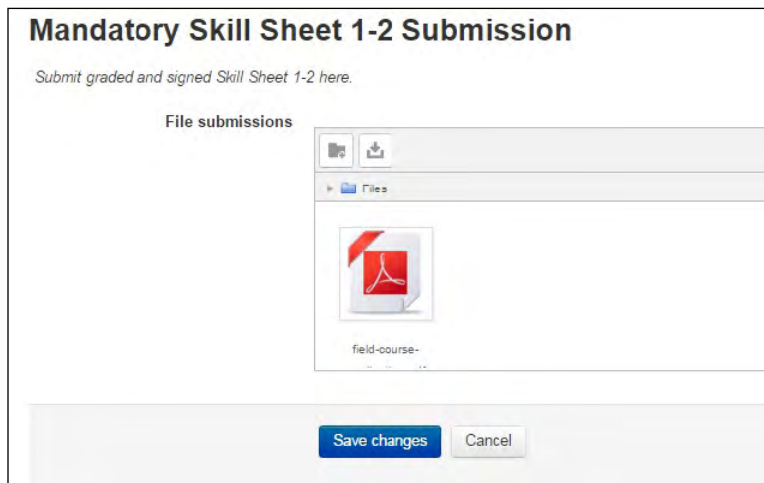 Mandatory Skill Sheet 1-2 Submission
Submit graded and signed Skill Sheet 1-2 here.
File submissions
Files
field-course-
Save changes
Cancel